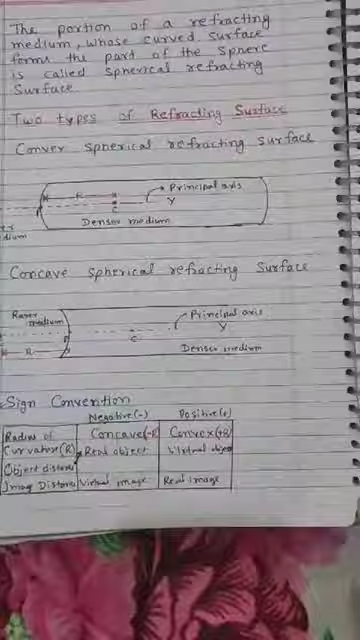 The portion of a refracting
medium, whose curved surface
forms the part of the sphere
is called spherical refracting
Surface
Two types of Refracting Surface
Conver spherical refracting surface
Principal axis
Y
C
Denser medium
dium
Concave spherical refracting Surface
Rarer
medium
Principal axis
Y
P
C
R
Denser medium
Sign Convention
Negative(-) Positive(+)
Radius of Concave(-R) Convex(+R)
Curvature(R) Real object Virtual object
Object distance
Image Distance Virtual image Real image